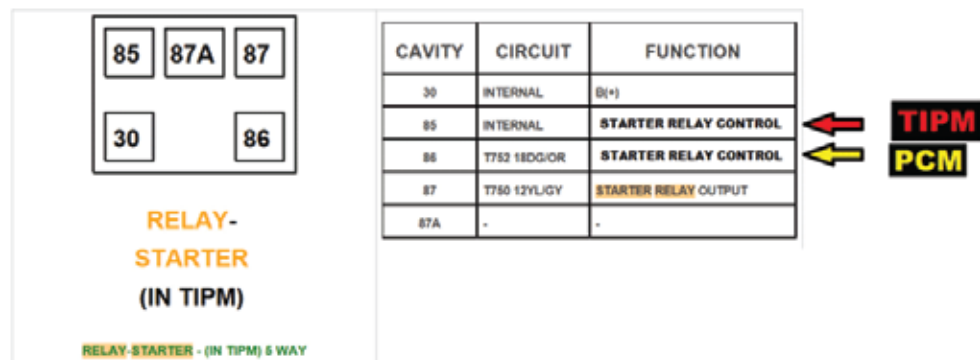 85 87A 87
30 86
RELAY-
STARTER
(IN TIPM)
RELAY-STARTER - (IN TIPM) 5 WAY
CAVITY CIRCUIT FUNCTION
30 INTERNAL B(+)
85 INTERNAL STARTER RELAY CONTROL
86 T752 18DG/OR STARTER RELAY CONTROL
87 T750 12YL/GY STARTER RELAY OUTPUT
87A - -
TIPM
PCM